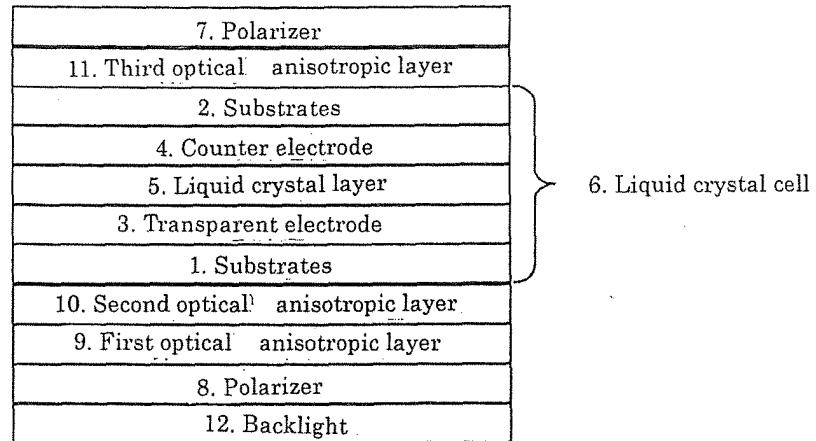 7. Polarizer
11. Third optical anisotropic layer
2. Substrates
4. Counter electrode
5. Liquid crystal layer
6. Liquid crystal cell
3. Transparent electrode
1. Substrates
10. Second optical anisotropic layer
9. First optical anisotropic layer
8. Polarizer
12. Backlight